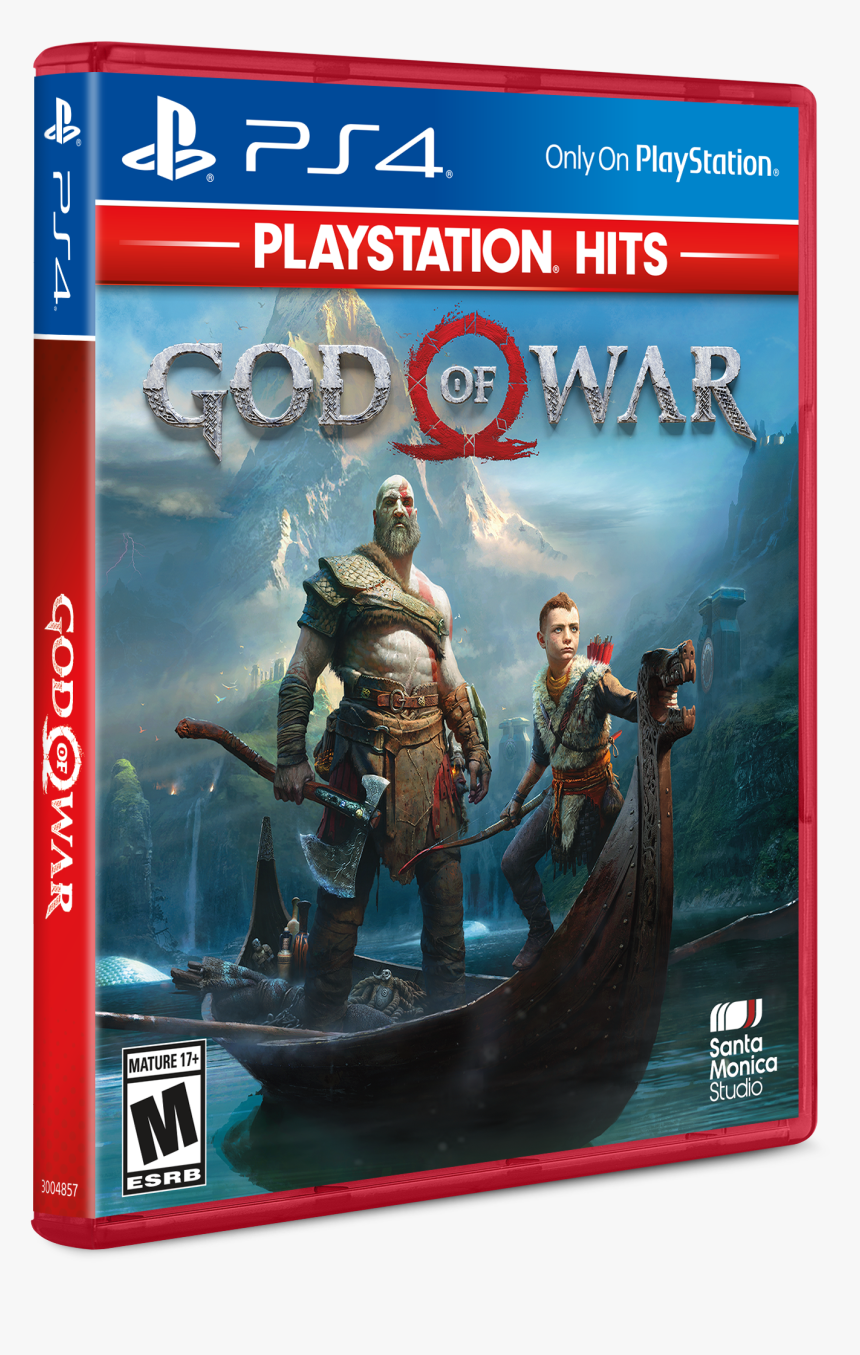 PS4
Only On PlayStation
PLAYSTATION HITS
GOD OF WAR
PS4
GOD OF WAR
MATURE 17+
M
ESRB
Santa
Monica
Studio
3004857